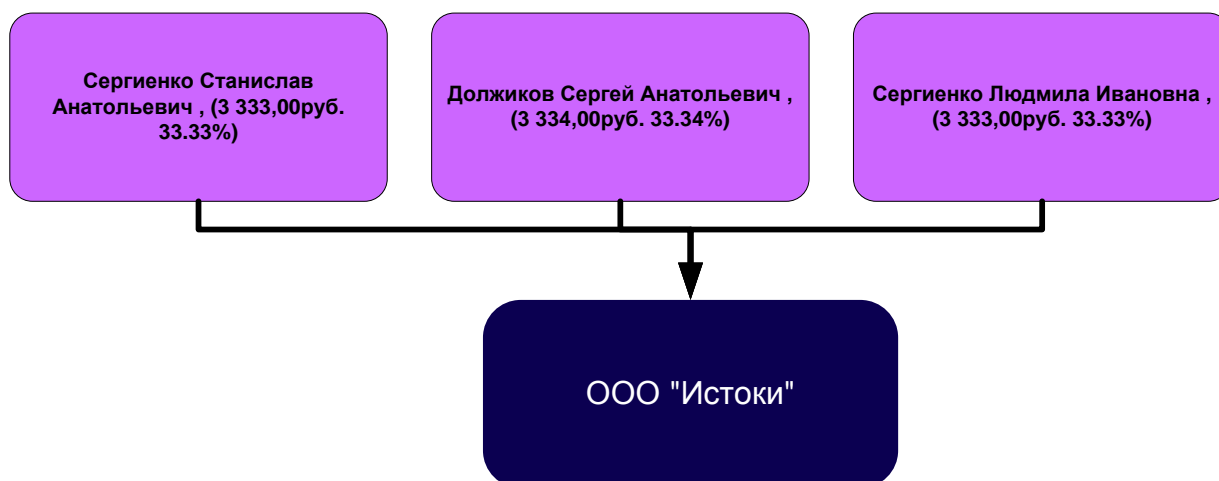 Сергиенко Станислав
Анатольевич , (3 333,00руб.
33.33%)
Должиков Сергей Анатольевич ,
(3 334,00руб. 33.34%)
Сергиенко Людмила Ивановна ,
(3 333,00руб. 33.33%)
ООО "Истоки"